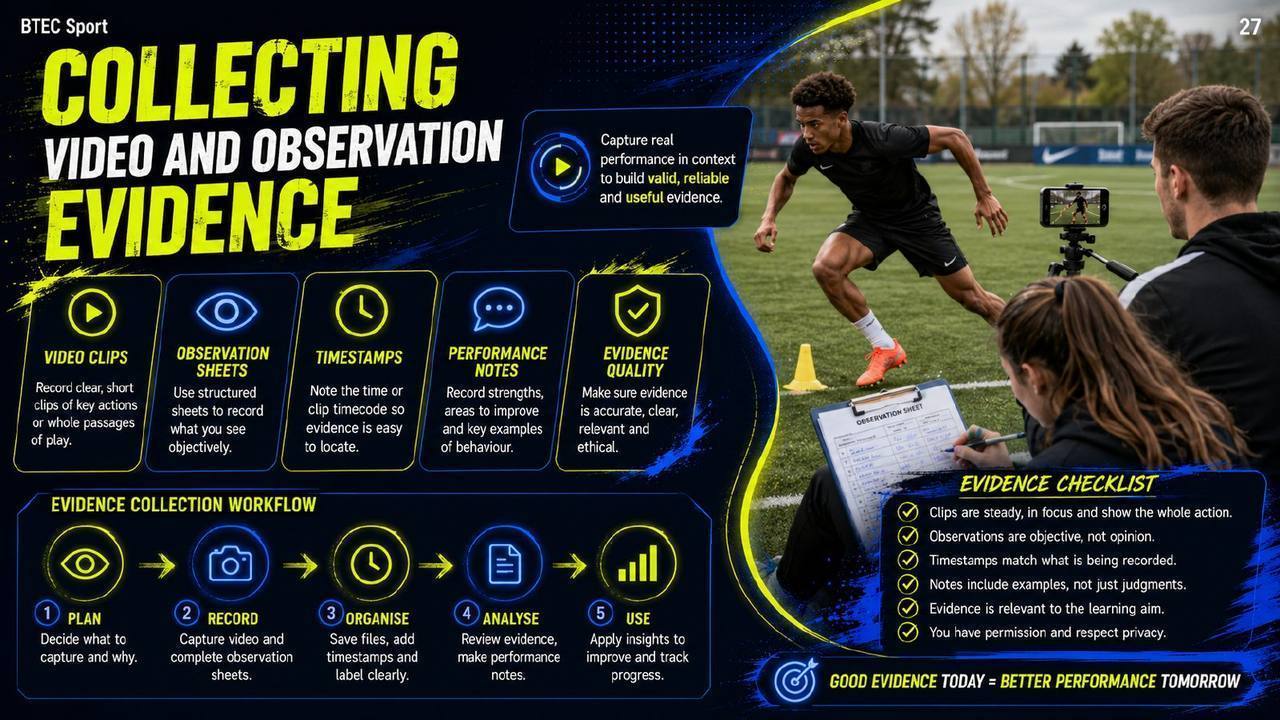 BTEC Sport
27
COLLECTING
VIDEO AND OBSERVATION
EVIDENCE
Capture real
performance in context
to build valid, reliable
and useful evidence.
VIDEO CLIPS
Record clear, short
clips of key actions
or whole passages
of play.
OBSERVATION
SHEETS
Use structured
sheets to record
what you see
objectively.
TIMESTAMPS
Note the time or
clip timecode so
evidence is easy
to locate.
PERFORMANCE
NOTES
Record strengths,
areas to improve
and key examples
of behaviour.
EVIDENCE
QUALITY
Make sure evidence
is accurate, clear,
relevant and
ethical.
OBSERVATION SHEET
EVIDENCE COLLECTION WORKFLOW
1 PLAN
Decide what to
capture and why.
2 RECORD
Capture video and
complete observation
sheets.
3 ORGANISE
Save files, add
timestamps and
label clearly.
4 ANALYSE
Review evidence,
make performance
notes.
5 USE
Apply insights to
improve and track
progress.
EVIDENCE CHECKLIST
Clips are steady, in focus and show the whole action.
Observations are objective, not opinion.
Timestamps match what is being recorded.
Notes include examples, not just judgments.
Evidence is relevant to the learning aim.
You have permission and respect privacy.
GOOD EVIDENCE TODAY = BETTER PERFORMANCE TOMORROW